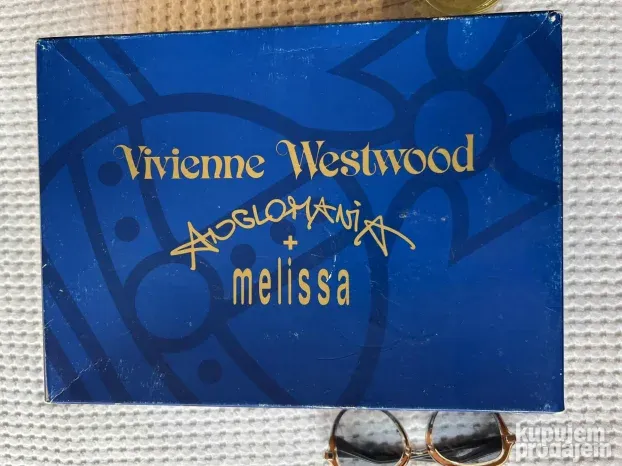 Vivienne Westwood
ANGLOMANIA
+
melissa
kupujem
prodajem